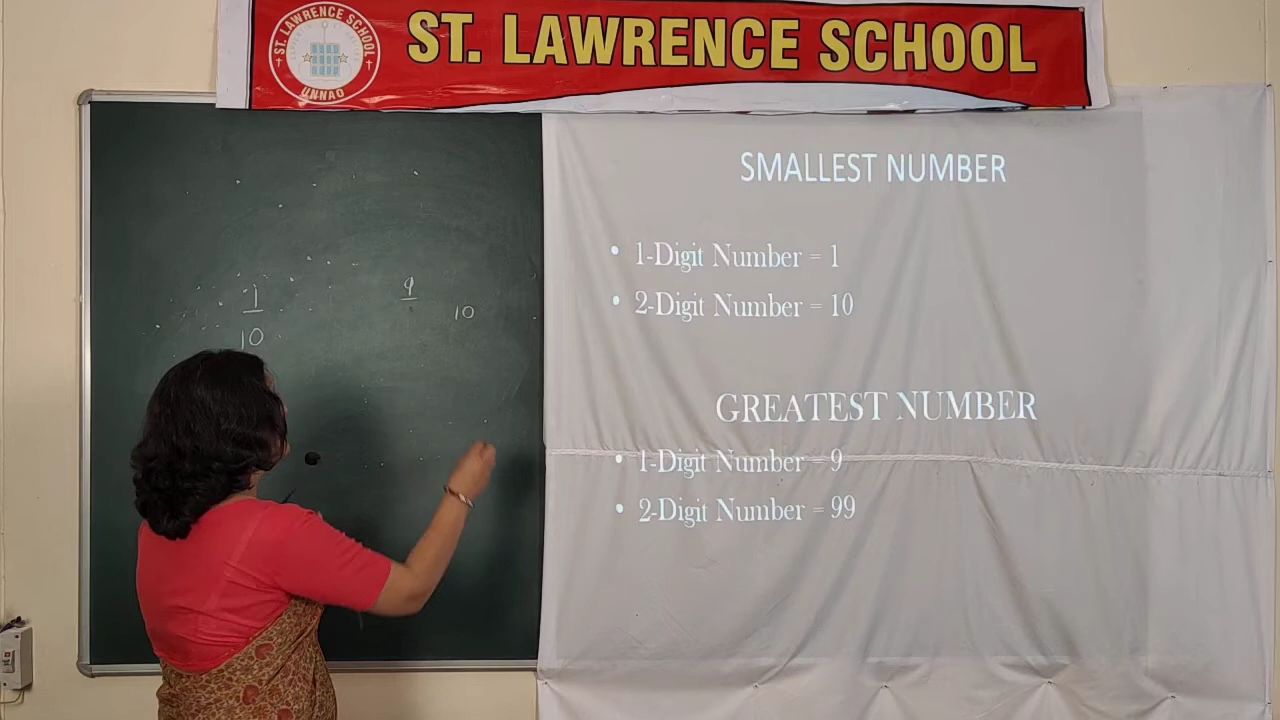 ST. LAWRENCE SCHOOL
ST. LAWRENCE SCHOOL
UNNAO
SMALLEST NUMBER
• 1-Digit Number = 1
• 2-Digit Number = 10
GREATEST NUMBER
• 1-Digit Number = 9
• 2-Digit Number = 99
1
10
9
10